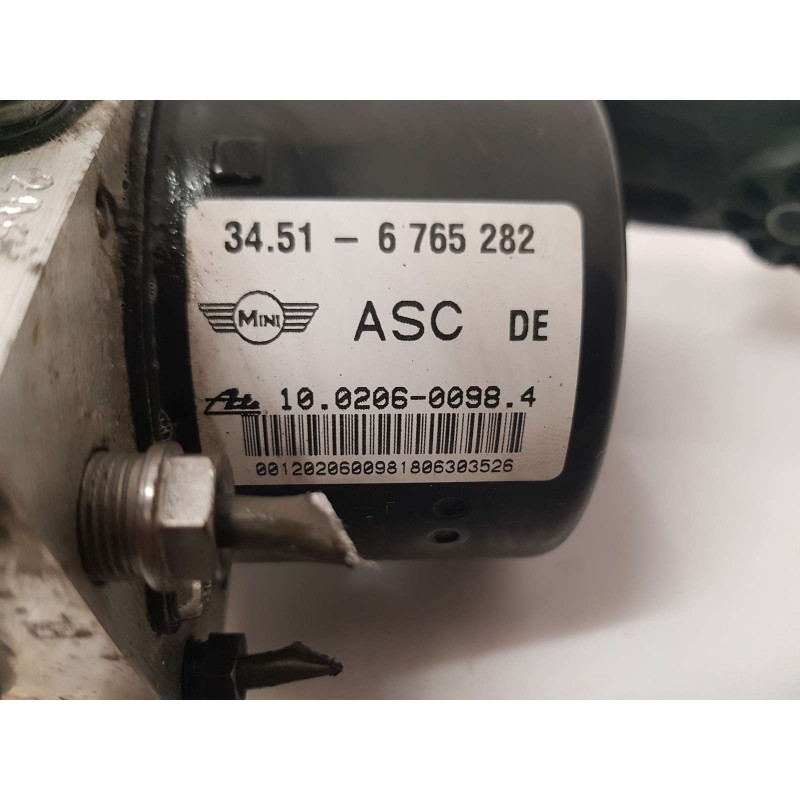 34.51 - 6 765 282
MINI ASC DE
Ate 10.0206-0098.4
0012020600981806303526